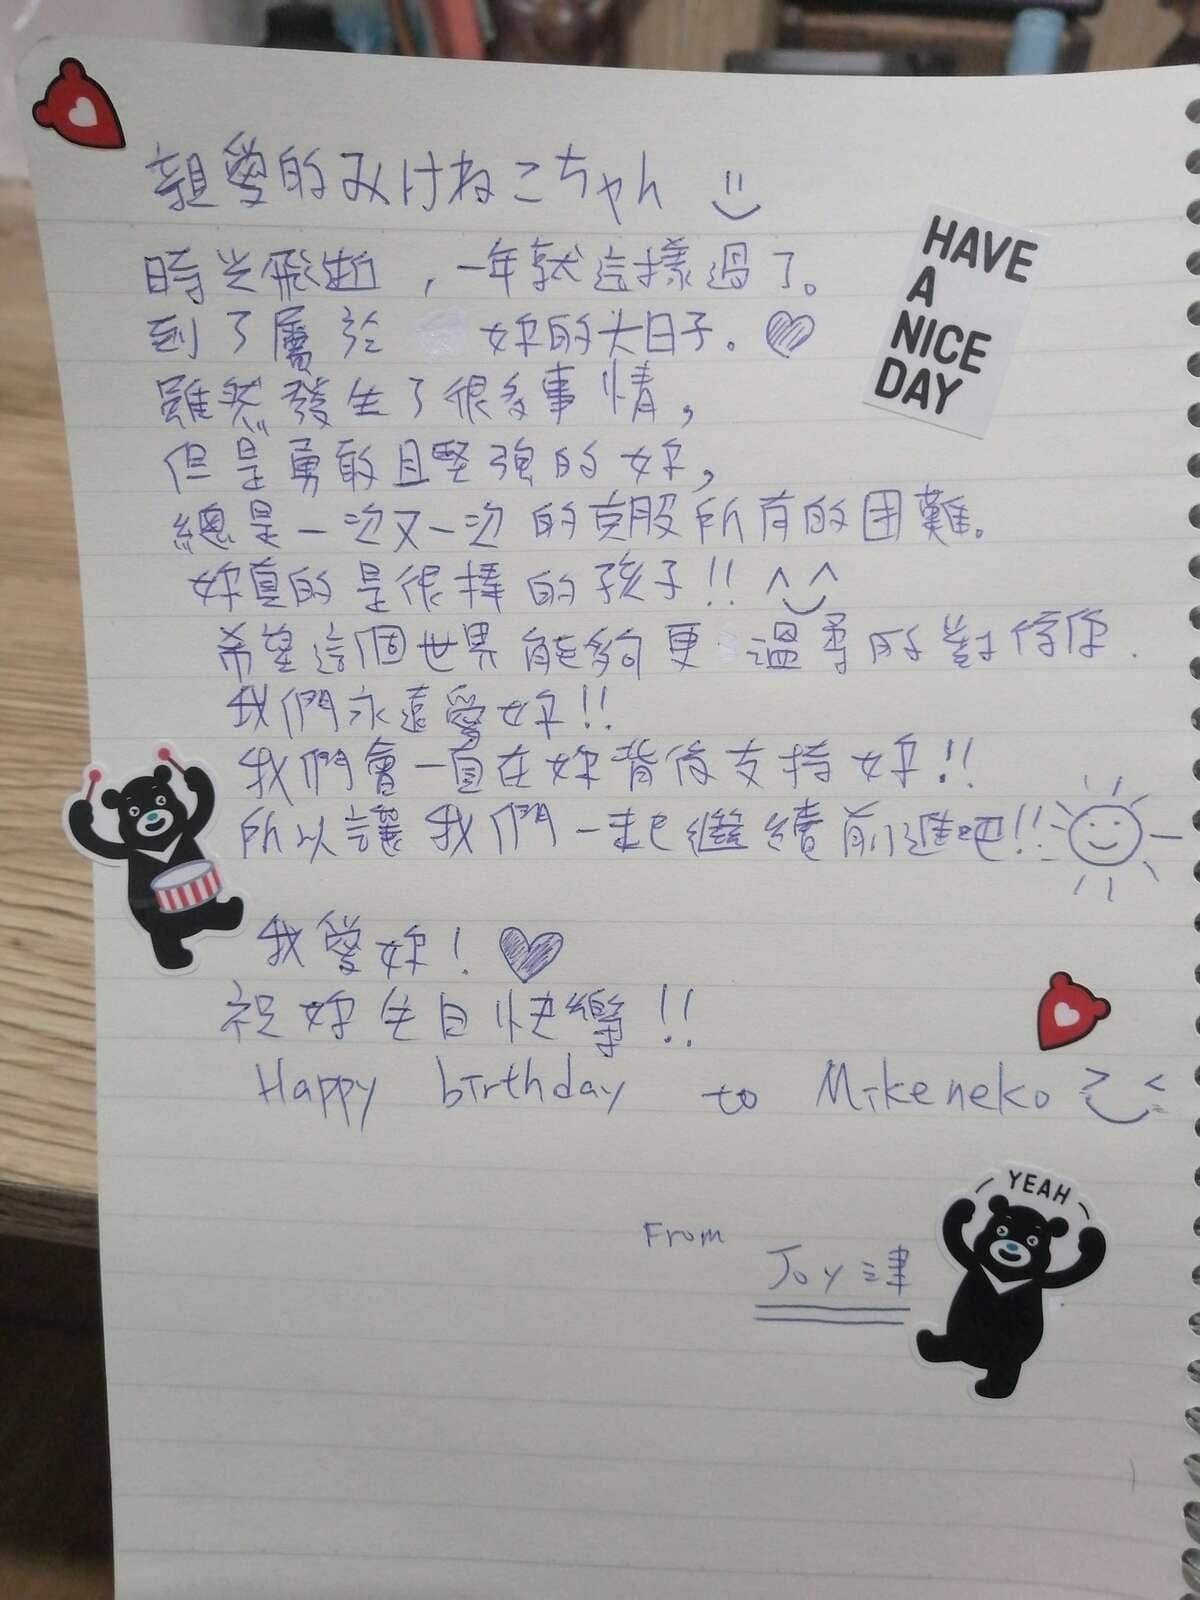 親愛的みけねこちゃん
時光飛逝，一年就這樣過了。
到了屬於妳的大日子。
雖然發生了很多事情，
但是勇敢且堅強的妳，
總是一次又一次的克服所有的困難。
妳真的是很棒的孩子!! ^^
希望這個世界能夠更溫柔的對待你.
我們永遠愛妳!!
我們會一直在妳背後支持妳!!
所以讓我們一起繼續前進吧!!
我愛妳!
祝妳生日快樂!!
Happy birthday to Mikeneko
From
Joy津
HAVE
A
NICE
DAY
YEAH